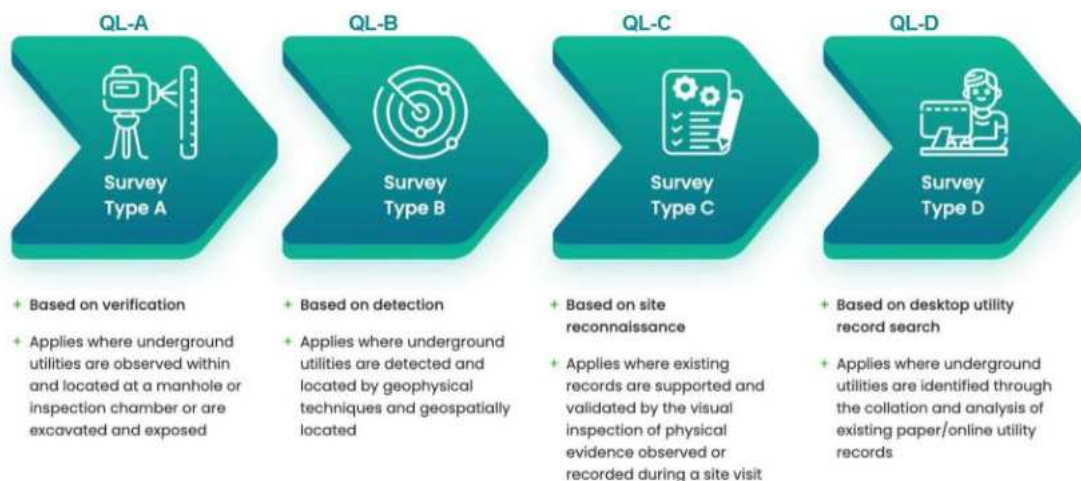 QL-A
Survey
Type A
+ Based on verification
+ Applies where underground
utilities are observed within
and located at a manhole or
inspection chamber or are
excavated and exposed
QL-B
Survey
Type B
+ Based on detection
+ Applies where underground
utilities are detected and
located by geophysical
techniques and geospatially
located
QL-C
Survey
Type C
+ Based on site
reconnaissance
+ Applies where existing
records are supported and
validated by the visual
inspection of physical
evidence observed or
recorded during a site visit
QL-D
Survey
Type D
+ Based on desktop utility
record search
+ Applies where underground
utilities are identified through
the collation and analysis of
existing paper/online utility
records